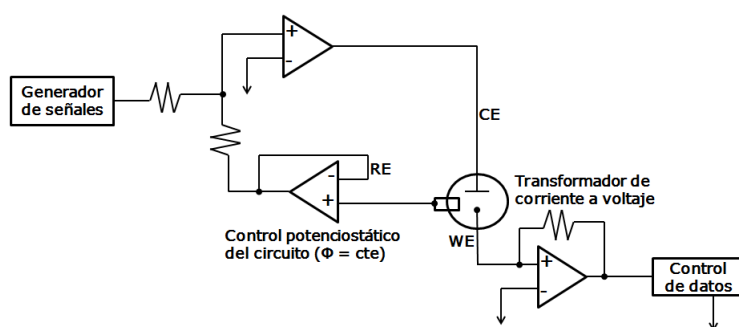 +
-
Generador
de señales
CE
-
RE
+
Transformador de
corriente a voltaje
Control potenciostático
del circuito (Φ = cte)
WE
+
-
Control
de datos